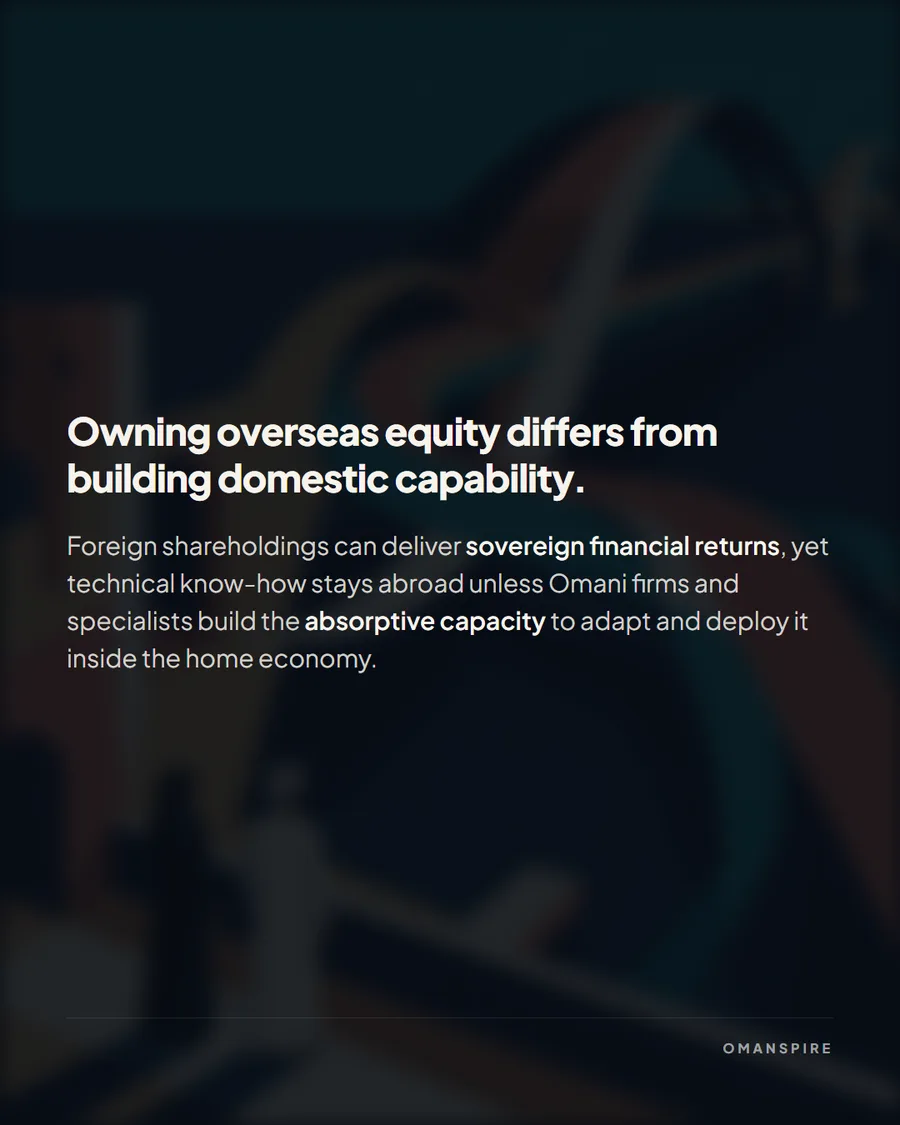 Owning overseas equity differs from
building domestic capability.
Foreign shareholdings can deliver sovereign financial returns, yet
technical know-how stays abroad unless Omani firms and
specialists build the absorptive capacity to adapt and deploy it
inside the home economy.
OMANSPIRE